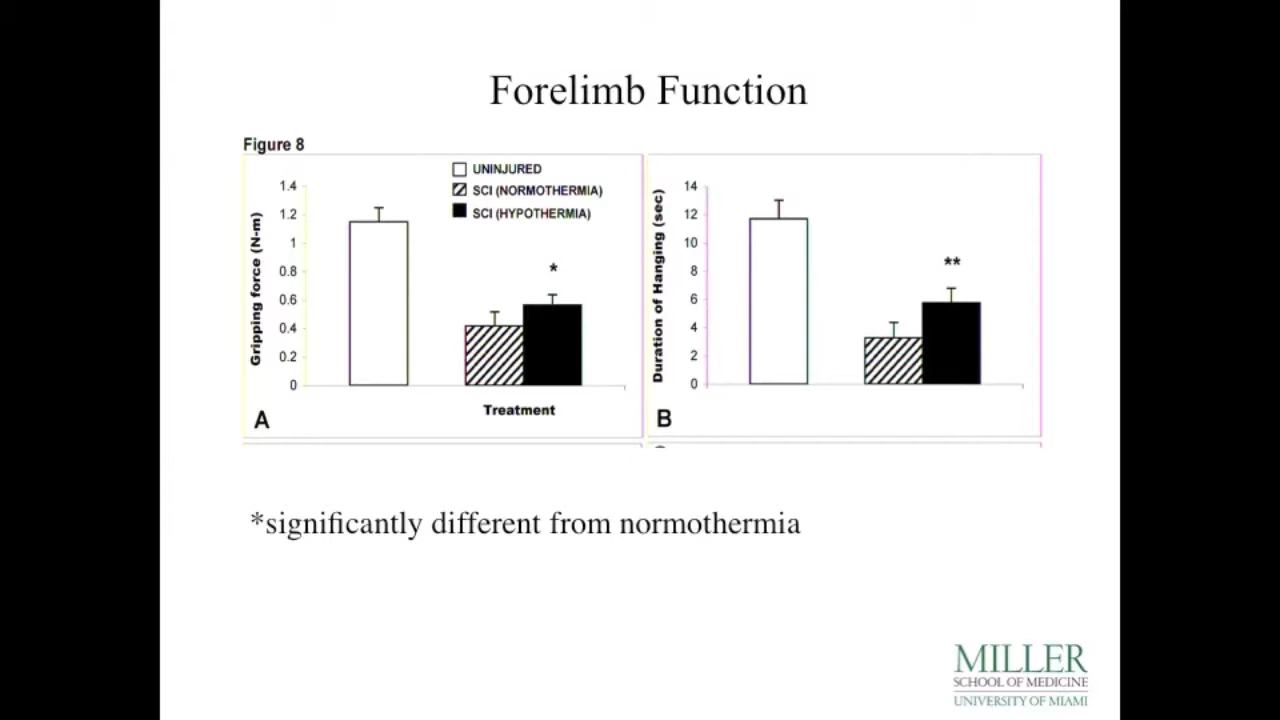 Forelimb Function
Figure 8
UNINJURED
SCI (NORMOTHERMIA)
SCI (HYPOTHERMIA)
Gripping force (N-m)
1.4
1.2
1
0.8
0.6
0.4
0.2
0
*
Treatment
A
Duration of Hanging (sec)
14
12
10
8
6
4
2
0
**
B
*significantly different from normothermia
MILLER
SCHOOL OF MEDICINE
UNIVERSITY OF MIAMI